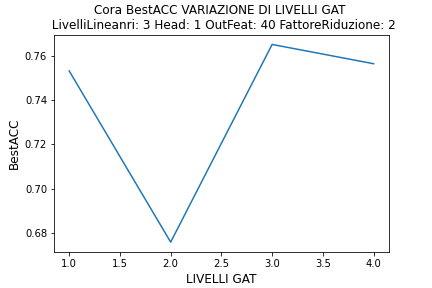 Cora BestACC VARIAZIONE DI LIVELLI GAT
LivelliLineanri: 3 Head: 1 OutFeat: 40 FattoreRiduzione: 2
BestACC
0.76
0.74
0.72
0.70
0.68
1.0 1.5 2.0 2.5 3.0 3.5 4.0
LIVELLI GAT